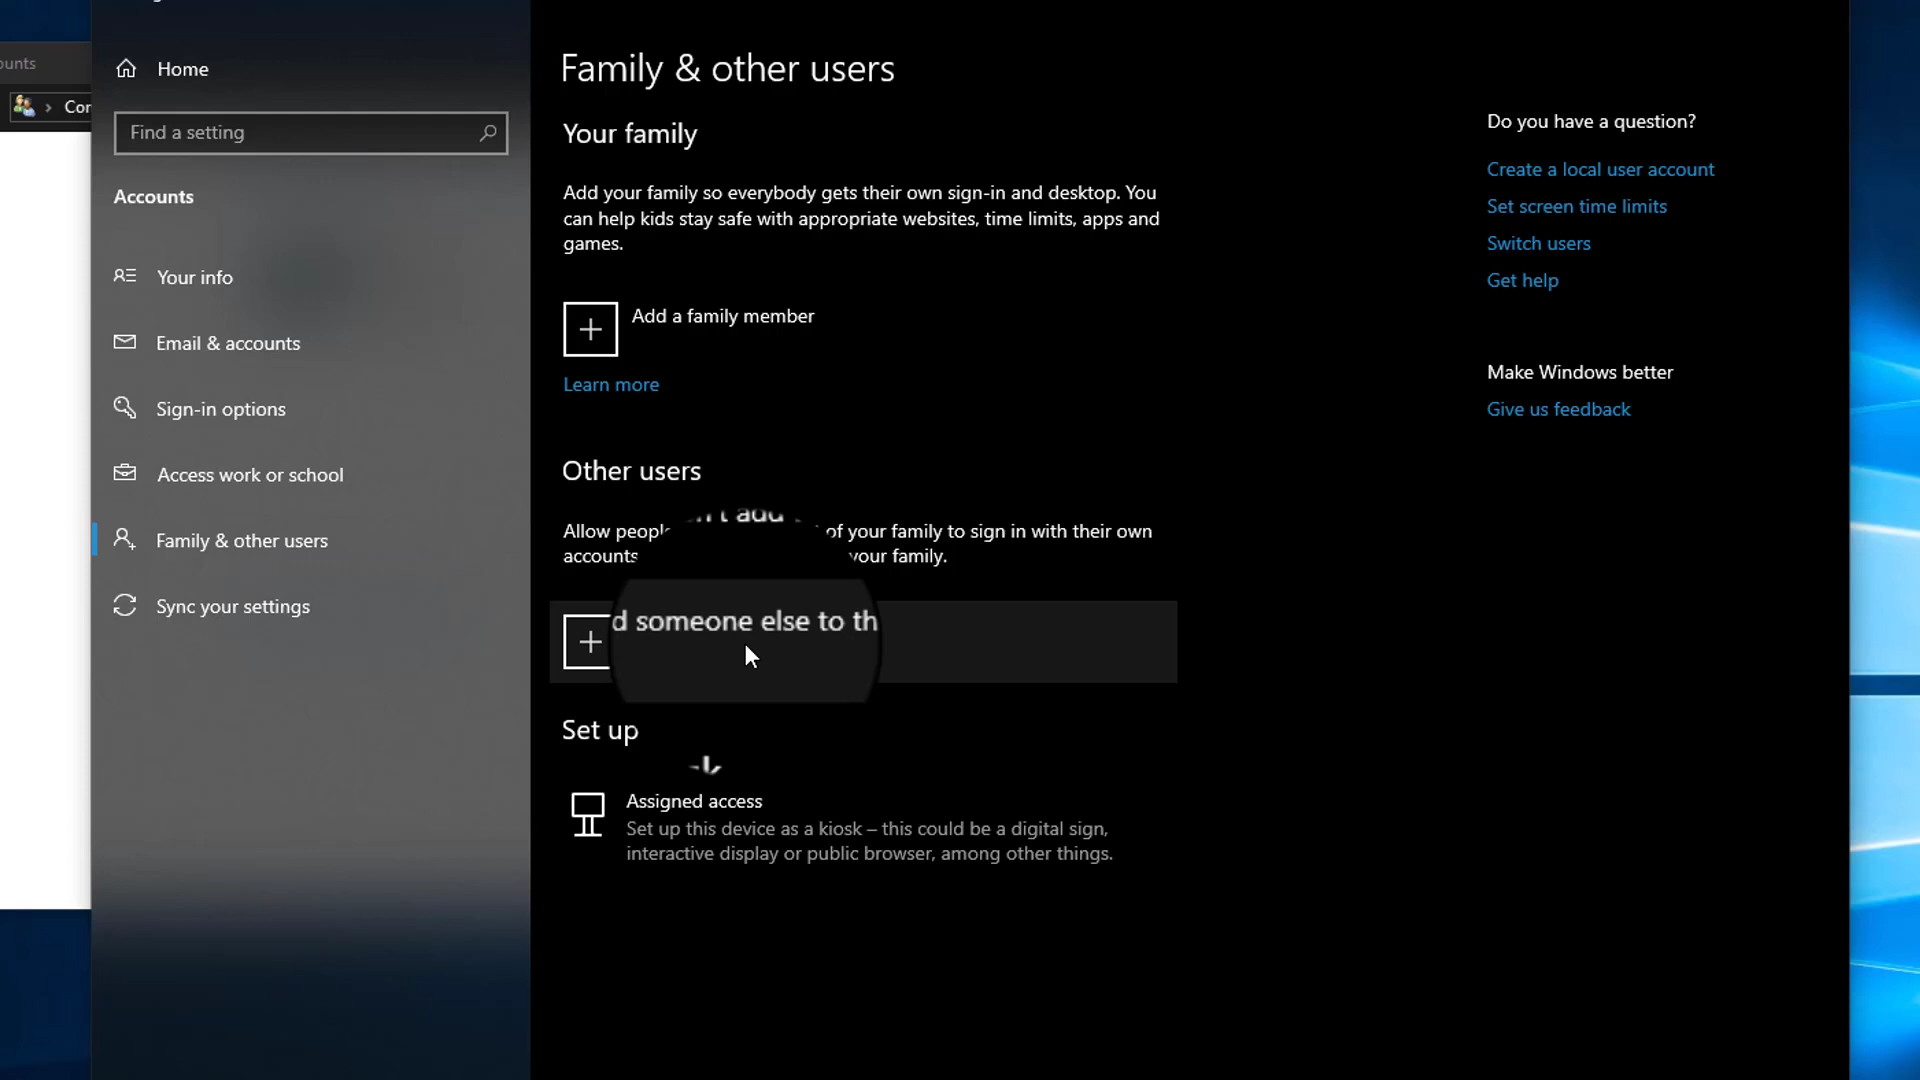 ounts
Home
Cor
Find a setting
Accounts
Your info
Email & accounts
Sign-in options
Access work or school
Family & other users
Sync your settings
Family & other users
Your family
Add your family so everybody gets their own sign-in and desktop. You
can help kids stay safe with appropriate websites, time limits, apps and
games.
Add a family member
Learn more
Other users
Allow people of your family to sign in with their own
accounts your family.
d someone else to th
Set up
Assigned access
Set up this device as a kiosk – this could be a digital sign,
interactive display or public browser, among other things.
Do you have a question?
Create a local user account
Set screen time limits
Switch users
Get help
Make Windows better
Give us feedback